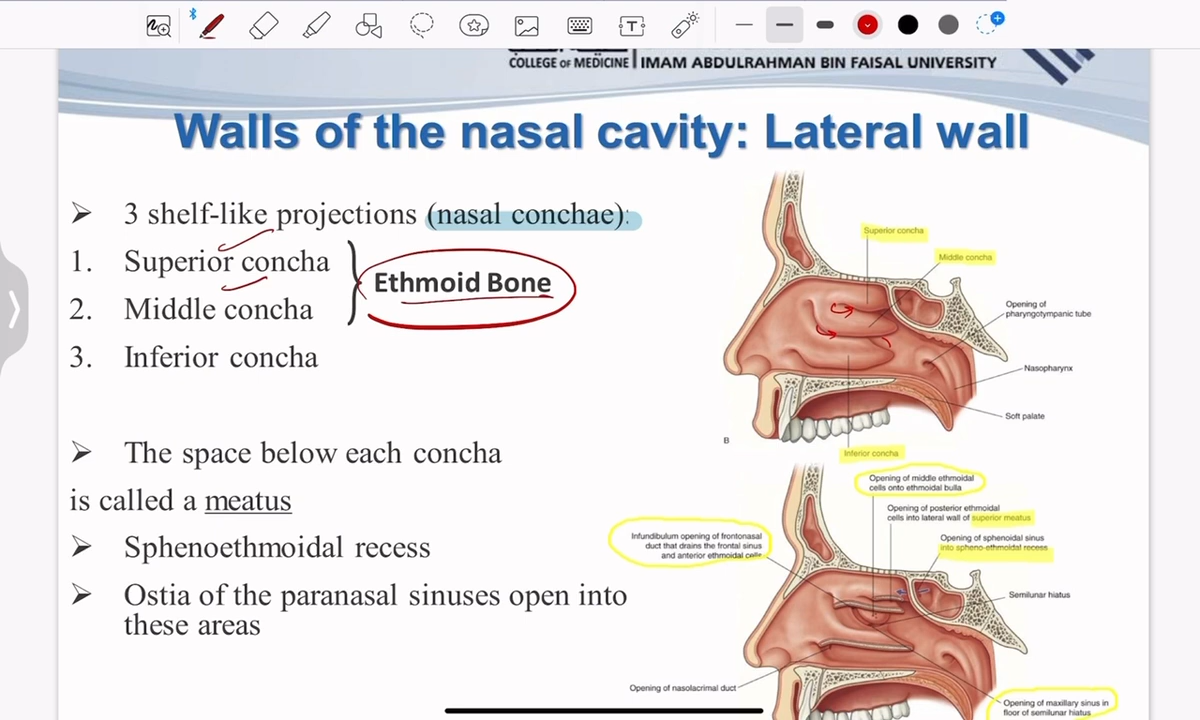 COLLEGE OF MEDICINE | IMAM ABDULRAHMAN BIN FAISAL UNIVERSITY
Walls of the nasal cavity: Lateral wall
➢ 3 shelf-like projections (nasal conchae):
1. Superior concha
2. Middle concha
3. Inferior concha
Ethmoid Bone
➢ The space below each concha
is called a meatus
➢ Sphenoethmoidal recess
➢ Ostia of the paranasal sinuses open into
these areas
Superior concha
Middle concha
Opening of
pharyngotympanic tube
Nasopharynx
Soft palate
B
Inferior concha
Opening of middle ethmoidal
cells onto ethmoidal bulla
Opening of posterior ethmoidal
cells into lateral wall of superior meatus
Infundibulum opening of frontonasal
duct that drains the frontal sinus
and anterior ethmoidal cells
Opening of sphenoidal sinus
into spheno-ethmoidal recess
Semilunar hiatus
Opening of nasolacrimal duct
Opening of maxillary sinus in
floor of semilunar hiatus